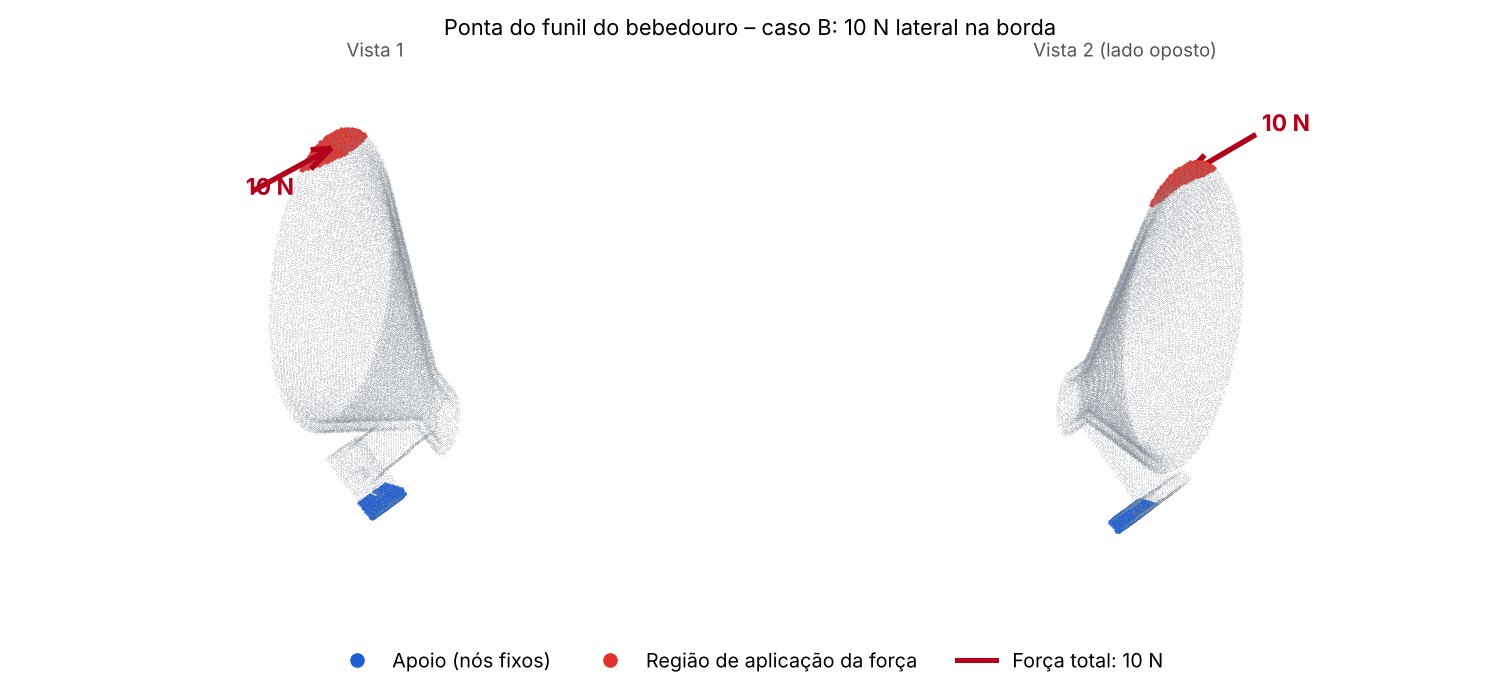 Ponta do funil do bebedouro – caso B: 10 N lateral na borda
Vista 1
Vista 2 (lado oposto)
10 N
10 N
Apoio (nós fixos)
Região de aplicação da força
Força total: 10 N